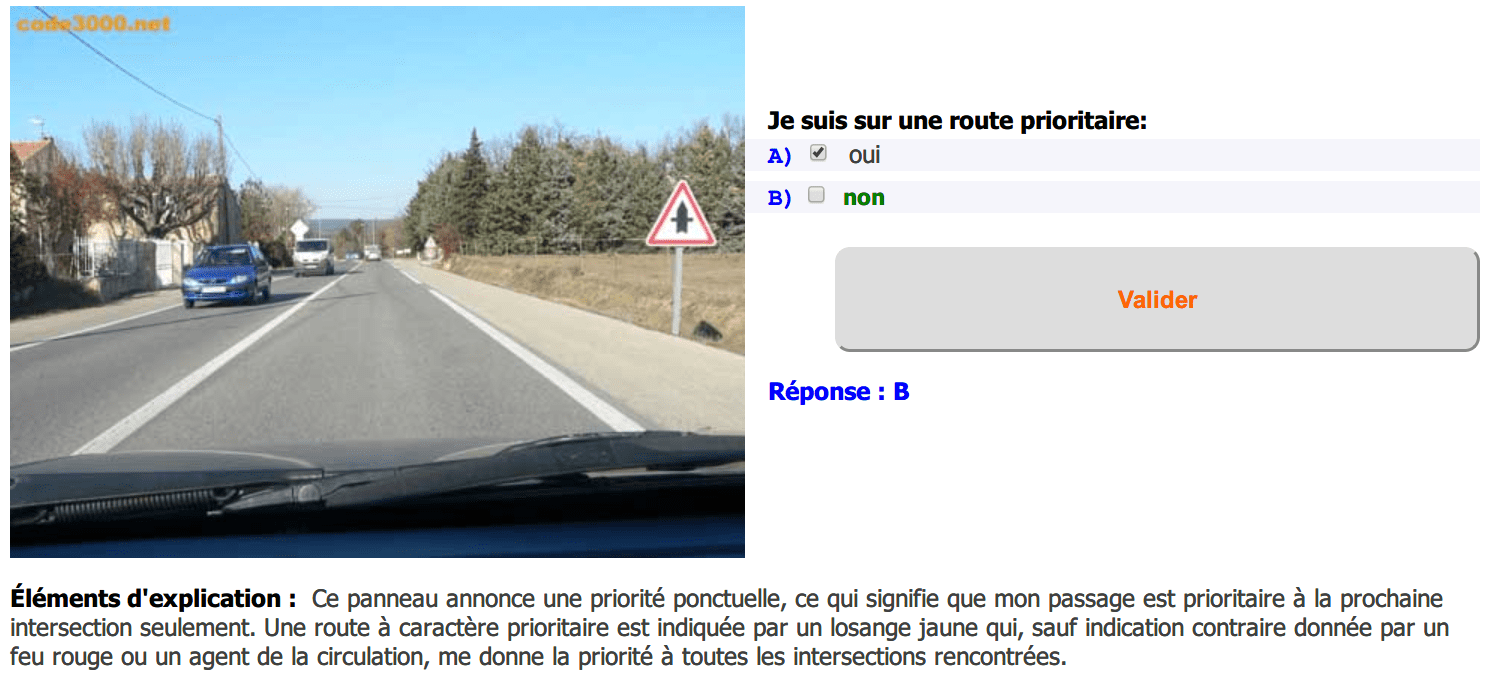 code3000.net
Je suis sur une route prioritaire:
A) oui
B) non
Valider
Réponse : B
Éléments d'explication : Ce panneau annonce une priorité ponctuelle, ce qui signifie que mon passage est prioritaire à la prochaine
intersection seulement. Une route à caractère prioritaire est indiquée par un losange jaune qui, sauf indication contraire donnée par un
feu rouge ou un agent de la circulation, me donne la priorité à toutes les intersections rencontrées.